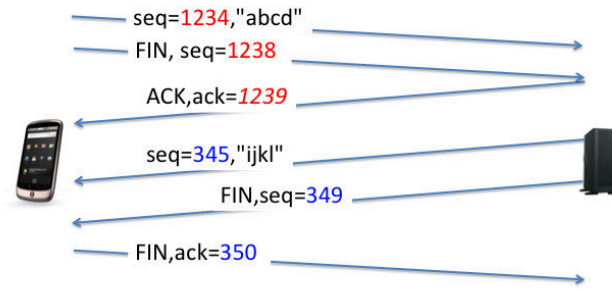 seq=1234,"abcd"
FIN, seq=1238
ACK,ack=1239
seq=345,"ijkl"
FIN,seq=349
FIN,ack=350